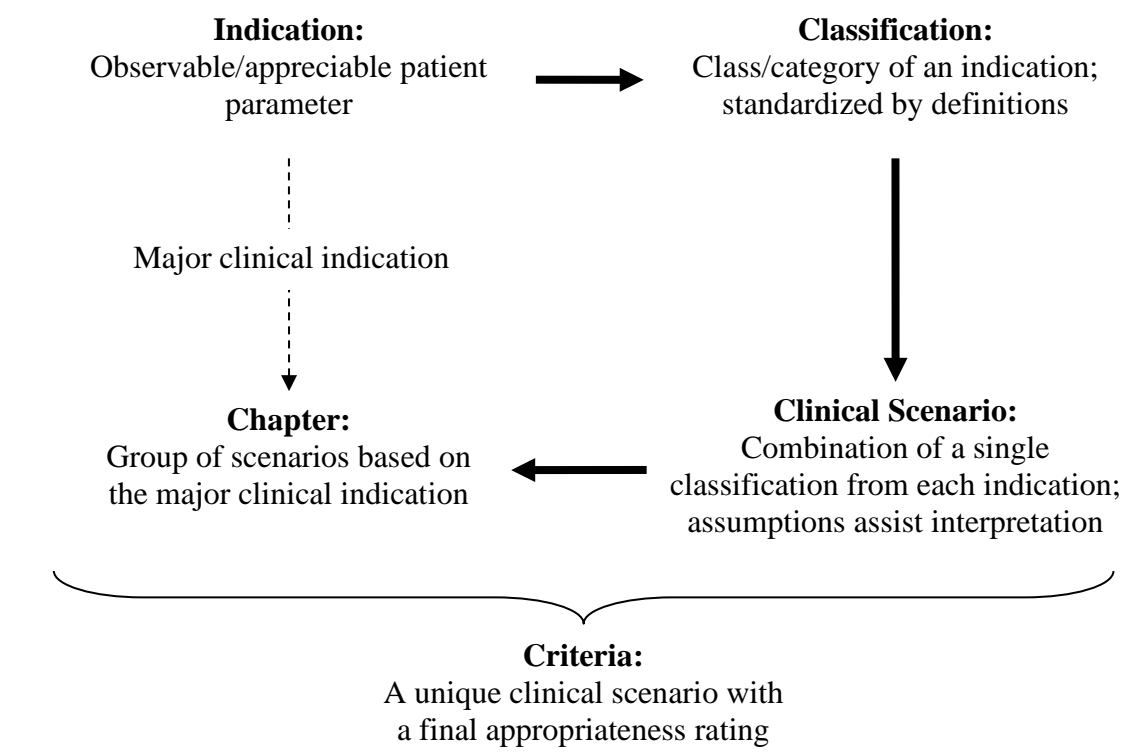 Indication:
Observable/appreciable patient
parameter
Classification:
Class/category of an indication;
standardized by definitions
Major clinical indication
Chapter:
Group of scenarios based on
the major clinical indication
Clinical Scenario:
Combination of a single
classification from each indication;
assumptions assist interpretation
Criteria:
A unique clinical scenario with
a final appropriateness rating